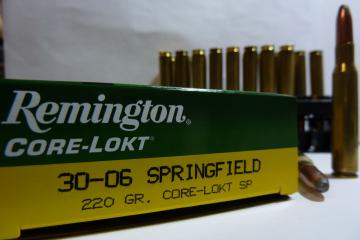 Remington®
CORE-LOKT®
30-06 SPRINGFIELD
220 GR. CORE-LOKT SP